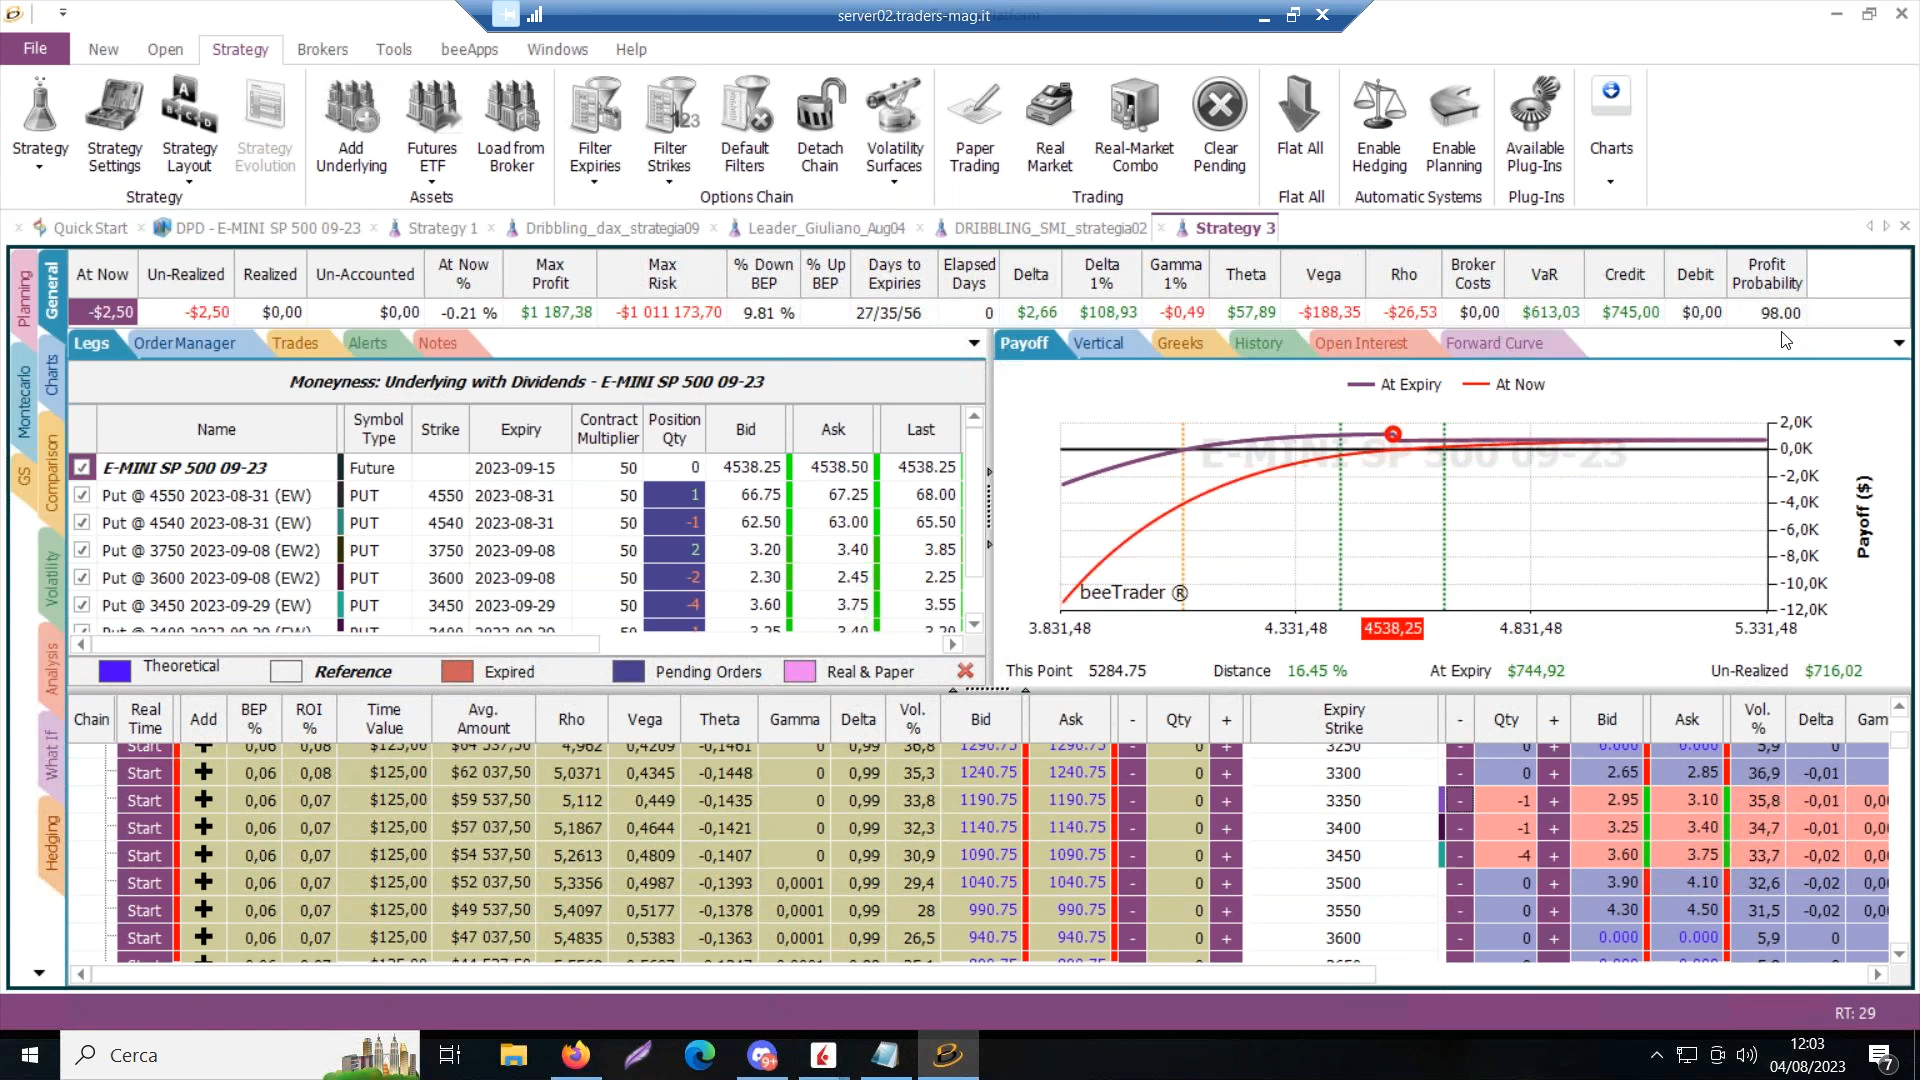 server02.traders-mag.it
File New Open Strategy Brokers Tools beeApps Windows Help
Strategy Strategy Settings Strategy Layout Strategy Evolution Add Underlying Futures ETF Load from Broker Filter Expiries Filter Strikes Default Filters Detach Chain Volatility Surfaces Paper Trading Real Market Real-Market Combo Clear Pending Flat All Enable Hedging Enable Planning Available Plug-Ins Charts
Strategy Assets Options Chain Trading Flat All Automatic Systems Plug-Ins
Quick Start DPD - E-MINI SP 500 09-23 Strategy 1 Dribbling_dax_strategia09 Leader_Giuliano_Aug04 DRIBBLING_SMI_strategia02 Strategy 3
Planning
Montecarlo
GS
General
Charts
Comparison
Volatility
Analysis
What If
Hedging
At Now Un-Realized Realized Un-Accounted At Now % Max Profit Max Risk % Down BEP % Up BEP Days to Expiries Elapsed Days Delta Delta 1% Gamma 1% Theta Vega Rho Broker Costs VaR Credit Debit Profit Probability
-$2,50 -$2,50 $0,00 $0,00 -0.21 % $1 187,38 -$1 011 173,70 9.81 % 27/35/56 0 $2,66 $108,93 -$0,49 $57,89 -$188,35 -$26,53 $0,00 $613,03 $745,00 $0,00 98.00
Legs Order Manager Trades Alerts Notes
Moneyness: Underlying with Dividends - E-MINI SP 500 09-23
Name Symbol Type Strike Expiry Contract Multiplier Position Qty Bid Ask Last
E-MINI SP 500 09-23 Future 2023-09-15 50 0 4538.25 4538.50 4538.25
Put @ 4550 2023-08-31 (EW) PUT 4550 2023-08-31 50 1 66.75 67.25 68.00
Put @ 4540 2023-08-31 (EW) PUT 4540 2023-08-31 50 -1 62.50 63.00 65.50
Put @ 3750 2023-09-08 (EW2) PUT 3750 2023-09-08 50 2 3.20 3.40 3.85
Put @ 3600 2023-09-08 (EW2) PUT 3600 2023-09-08 50 -2 2.30 2.45 2.25
Put @ 3450 2023-09-29 (EW) PUT 3450 2023-09-29 50 -4 3.60 3.75 3.55
Theoretical Reference Expired Pending Orders Real & Paper
Payoff Vertical Greeks History Open Interest Forward Curve
At Expiry At Now
E-MINI SP 500 09-23
2,0K
0,0K
-2,0K
-4,0K
-6,0K
-8,0K
-10,0K
-12,0K
Payoff ($)
beeTrader ®
3.831,48 4.331,48 4538,25 4.831,48 5.331,48
This Point 5284.75 Distance 16.45 % At Expiry $744,92 Un-Realized $716,02
Chain Real Time Add BEP % ROI % Time Value Avg. Amount Rho Vega Theta Gamma Delta Vol. % Bid Ask - Qty + Expiry Strike - Qty + Bid Ask Vol. % Delta Gam
Start + 0,06 0,08 $62 037,50 $125,00 5,0371 0,4345 -0,1448 0 0,99 35,3 1240.75 1240.75 - 0 + 3300 - 0 + 2.65 2.85 36,9 -0,01
Start + 0,06 0,07 $125,00 $59 537,50 5,112 0,449 -0,1435 0 0,99 33,8 1190.75 1190.75 - 0 + 3350 - -1 + 2.95 3.10 35,8 -0,01 0,0
Start + 0,06 0,07 $125,00 $57 037,50 5,1867 0,4644 -0,1421 0 0,99 32,3 1140.75 1140.75 - 0 + 3400 - -1 + 3.25 3.40 34,7 -0,01 0,0
Start + 0,06 0,07 $125,00 $54 537,50 5,2613 0,4809 -0,1407 0 0,99 30,9 1090.75 1090.75 - 0 + 3450 - -4 + 3.60 3.75 33,7 -0,02 0,0
Start + 0,06 0,07 $125,00 $52 037,50 5,3356 0,4987 -0,1393 0,0001 0,99 29,4 1040.75 1040.75 - 0 + 3500 - 0 + 3.90 4.10 32,6 -0,02 0,0
Start + 0,06 0,07 $125,00 $49 537,50 5,4097 0,5177 -0,1378 0,0001 0,99 28 990.75 990.75 - 0 + 3550 - 0 + 4.30 4.50 31,5 -0,02 0,0
Start + 0,06 0,07 $125,00 $47 037,50 5,4835 0,5383 -0,1363 0,0001 0,99 26,5 940.75 940.75 - 0 + 3600 - 0 + 0.000 0.000 5,9 0
RT: 29
Cerca
9+
12:03
04/08/2023
7